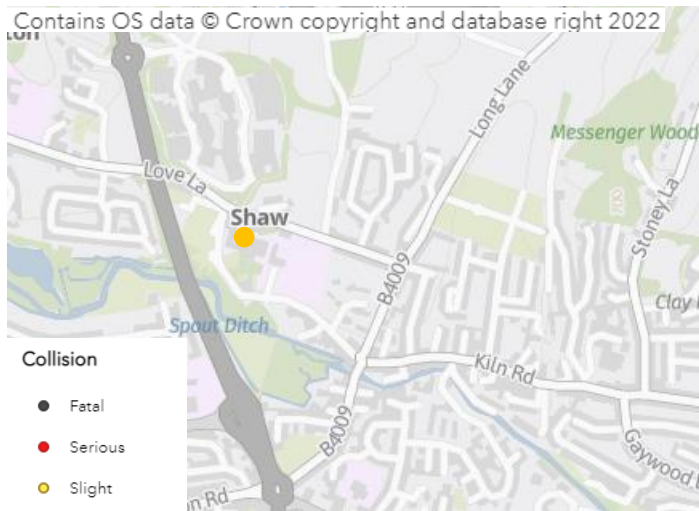 Contains OS data © Crown copyright and database right 2022
Love La
Shaw
Long Lane
Messenger Wood
Stoney La
B4009
Clay
Spout Ditch
Kiln Rd
B4009
Gaywood
Rd
Collision
Fatal
Serious
Slight